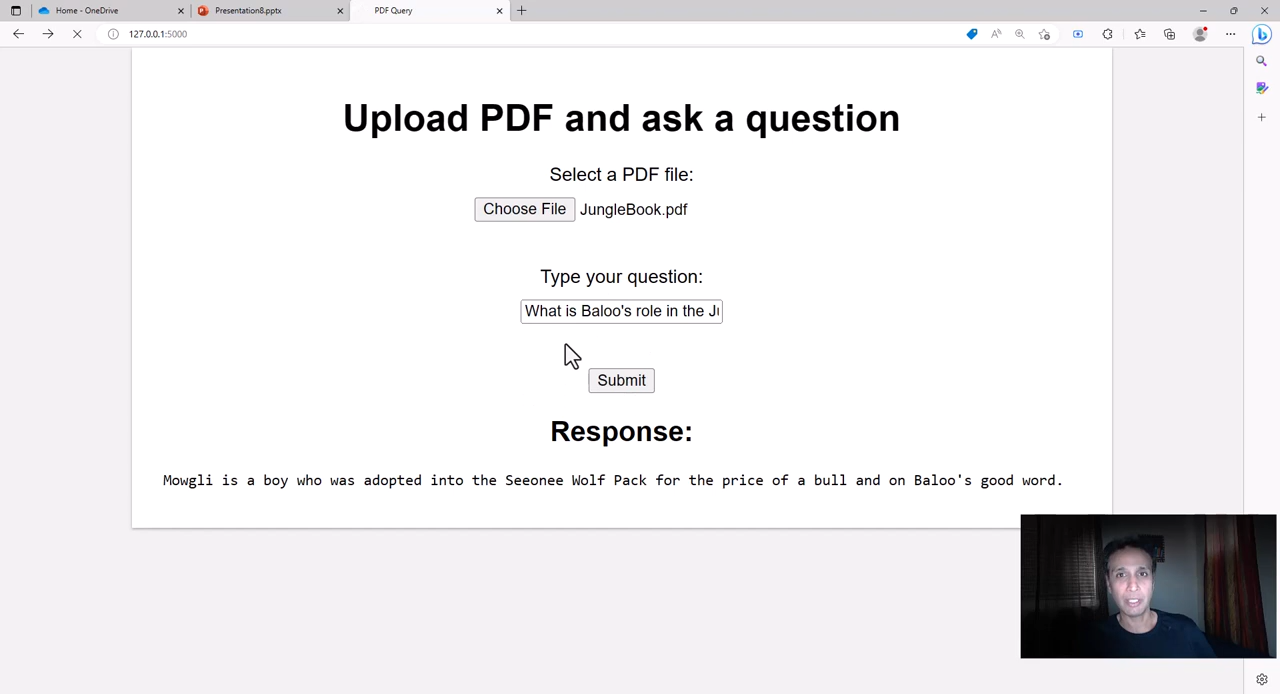 Home - OneDrive
Presentation8.pptx
PDF Query
127.0.0.1:5000
Upload PDF and ask a question
Select a PDF file:
Choose File JungleBook.pdf
Type your question:
What is Baloo's role in the Ju
Submit
Response:
Mowgli is a boy who was adopted into the Seeonee Wolf Pack for the price of a bull and on Baloo's good word.